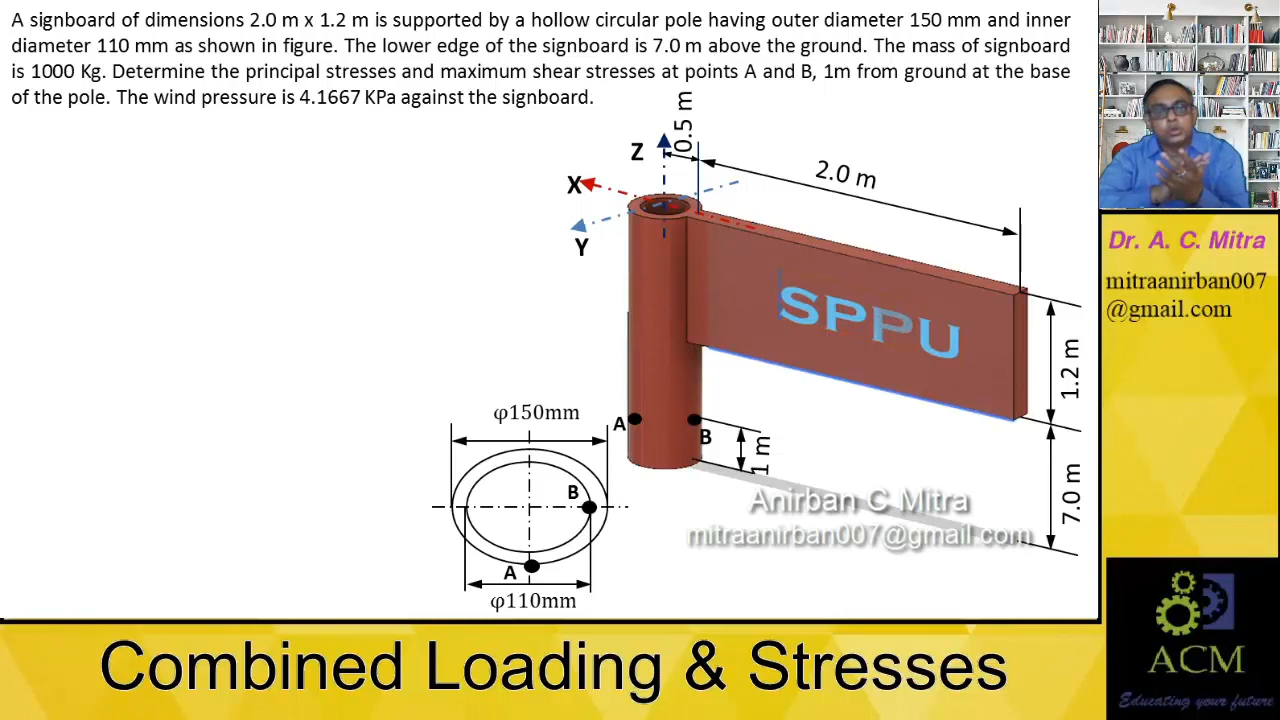 A signboard of dimensions 2.0 m x 1.2 m is supported by a hollow circular pole having outer diameter 150 mm and inner
diameter 110 mm as shown in figure. The lower edge of the signboard is 7.0 m above the ground. The mass of signboard
is 1000 Kg. Determine the principal stresses and maximum shear stresses at points A and B, 1m from ground at the base
of the pole. The wind pressure is 4.1667 KPa against the signboard.
0.5 m
Z
2.0 m
X
Y
SPPU
1.2 m
φ150mm
A
B
1 m
7.0 m
B
A
φ110mm
Anirban C Mitra
mitraanirban007@gmail.com
Dr. A. C. Mitra
mitraanirban007
@gmail.com
ACM
Educating your future
Combined Loading & Stresses